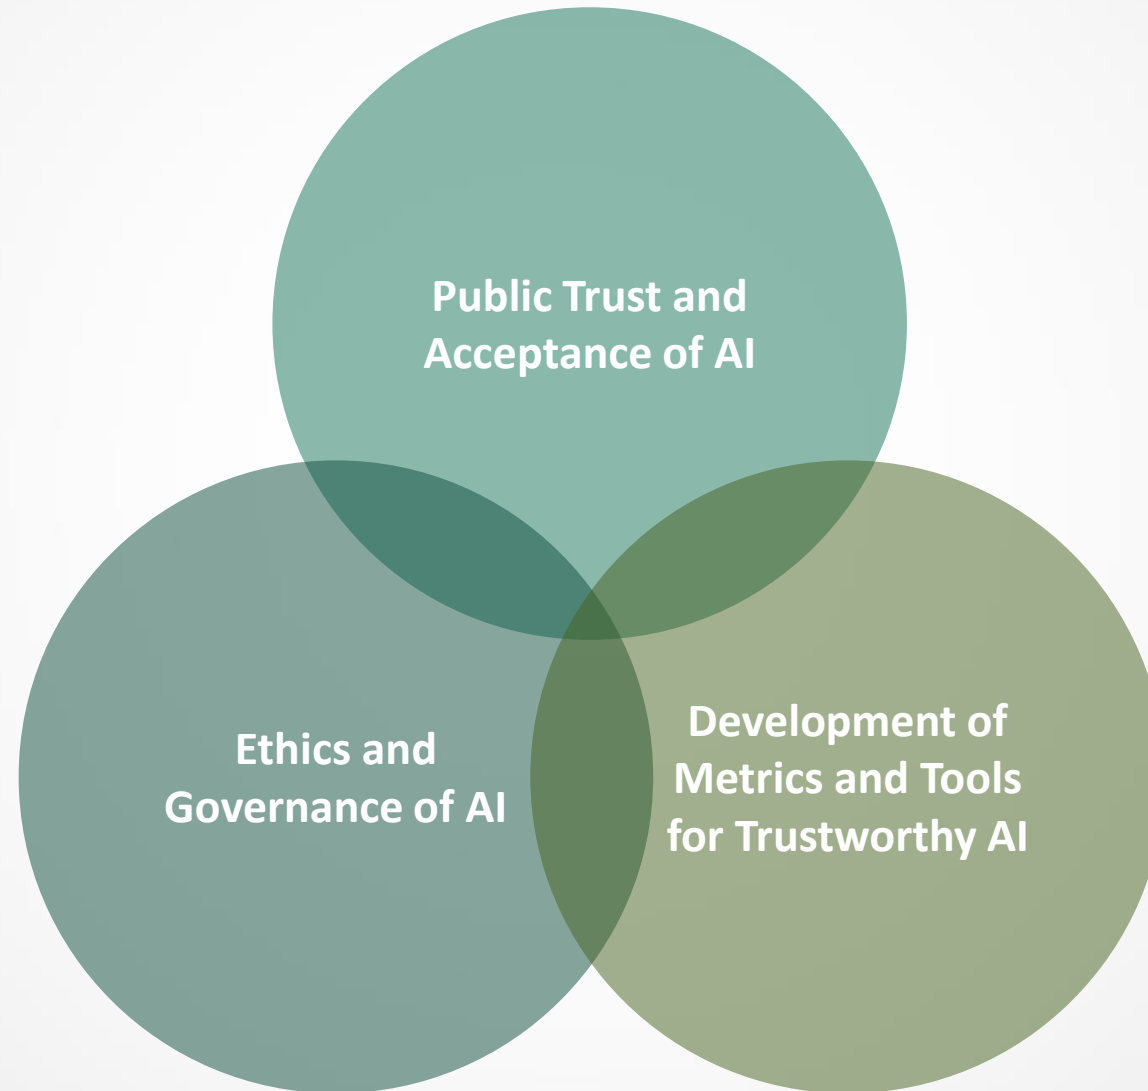 Public Trust and
Acceptance of AI
Ethics and
Governance of AI
Development of
Metrics and Tools
for Trustworthy AI